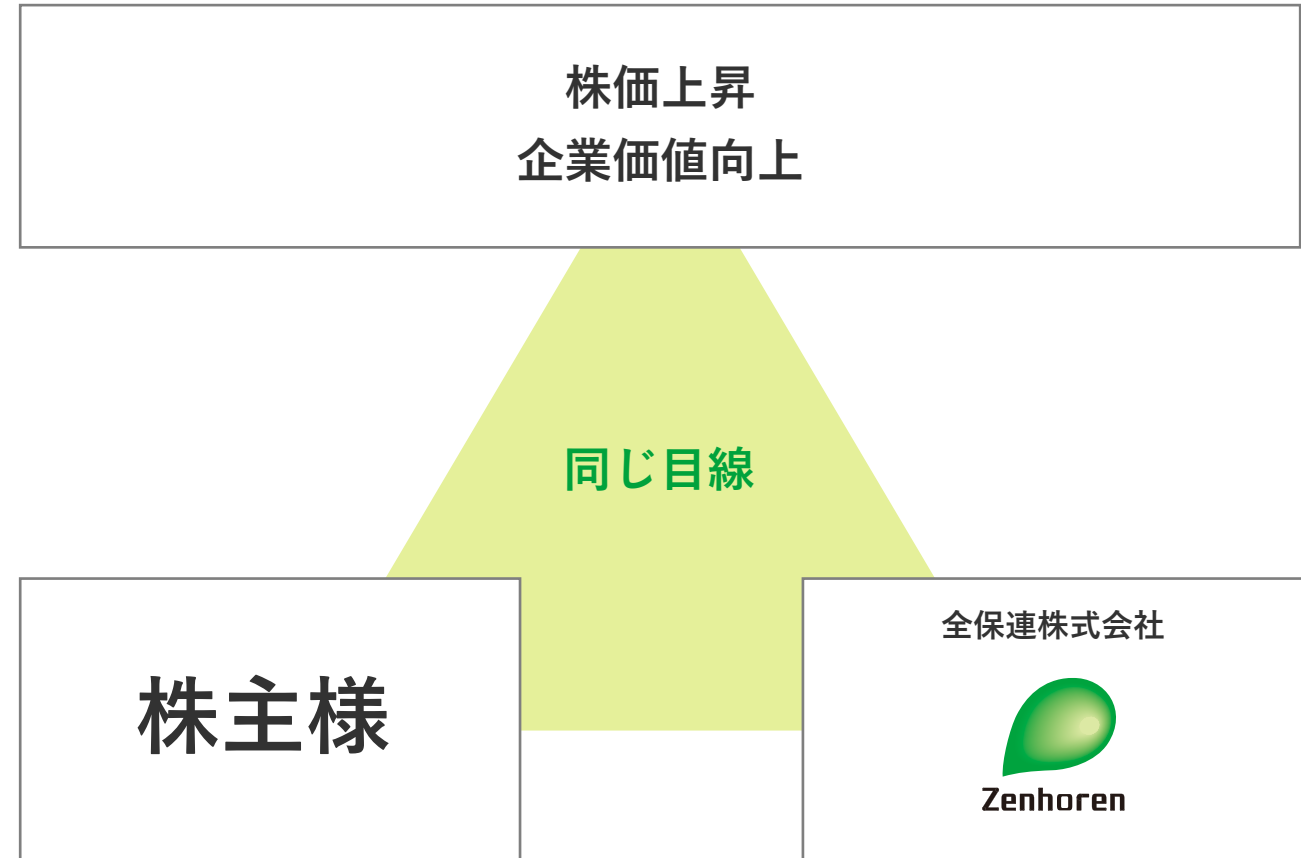 株価上昇
企業価値向上
同じ目線
株主様
全保連株式会社
Zenhoren